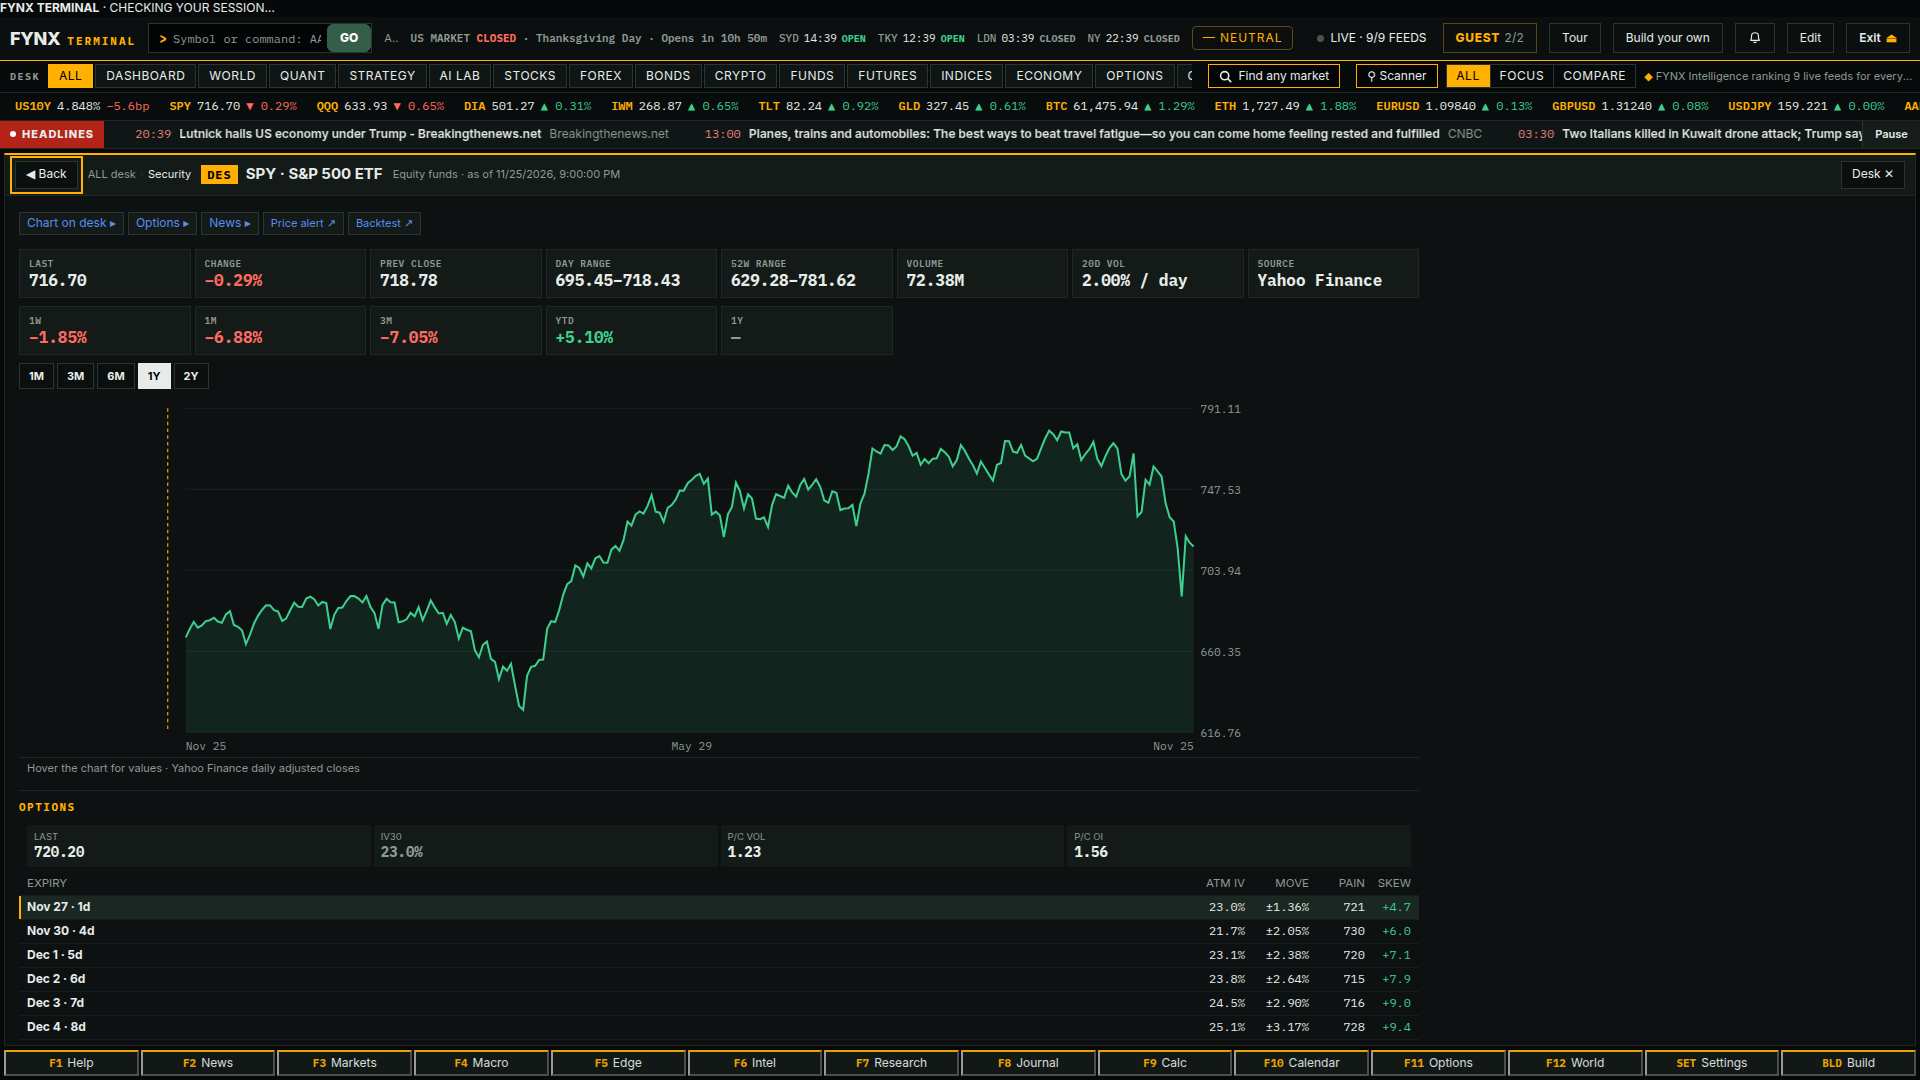 FYNX TERMINAL · CHECKING YOUR SESSION...
FYNX TERMINAL > Symbol or command: GO A.. US MARKET CLOSED · Thanksgiving Day · Opens in 10h 50m SYD 14:39 OPEN TKY 12:39 OPEN LDN 03:39 CLOSED NY 22:39 CLOSED — NEUTRAL LIVE · 9/9 FEEDS GUEST 2/2 Tour Build your own Edit Exit ⏏
DESK ALL DASHBOARD WORLD QUANT STRATEGY AI LAB STOCKS FOREX BONDS CRYPTO FUNDS FUTURES INDICES ECONOMY OPTIONS Find any market Scanner ALL FOCUS COMPARE ◆ FYNX Intelligence ranking 9 live feeds for every...
US10Y 4.848% −5.6bp SPY 716.70 ▼ 0.29% QQQ 633.93 ▼ 0.65% DIA 501.27 ▲ 0.31% IWM 268.87 ▲ 0.65% TLT 82.24 ▲ 0.92% GLD 327.45 ▲ 0.61% BTC 61,475.94 ▲ 1.29% ETH 1,727.49 ▲ 1.88% EURUSD 1.09840 ▲ 0.13% GBPUSD 1.31240 ▲ 0.08% USDJPY 159.221 ▲ 0.00%
● HEADLINES 20:39 Lutnick hails US economy under Trump - Breakingthenews.net Breakingthenews.net 13:00 Planes, trains and automobiles: The best ways to beat travel fatigue—so you can come home feeling rested and fulfilled CNBC 03:30 Two Italians killed in Kuwait drone attack; Trump say Pause
◀ Back ALL desk · Security DES SPY · S&P 500 ETF Equity funds · as of 11/25/2026, 9:00:00 PM Desk ✕
Chart on desk ▸ Options ▸ News ▸ Price alert ↗ Backtest ↗
LAST CHANGE PREV CLOSE DAY RANGE 52W RANGE VOLUME 20D VOL SOURCE
716.70 −0.29% 718.78 695.45–718.43 629.28–781.62 72.38M 2.00% / day Yahoo Finance
1W 1M 3M YTD 1Y
−1.85% −6.88% −7.05% +5.10% —
1M 3M 6M 1Y 2Y
791.11
747.53
703.94
660.35
616.76
Nov 25 May 29 Nov 25
Hover the chart for values · Yahoo Finance daily adjusted closes
OPTIONS
LAST IV30 P/C VOL P/C OI
720.20 23.0% 1.23 1.56
EXPIRY ATM IV MOVE PAIN SKEW
Nov 27 · 1d 23.0% ±1.36% 721 +4.7
Nov 30 · 4d 21.7% ±2.05% 730 +6.0
Dec 1 · 5d 23.1% ±2.38% 720 +7.1
Dec 2 · 6d 23.8% ±2.64% 715 +7.9
Dec 3 · 7d 24.5% ±2.90% 716 +9.0
Dec 4 · 8d 25.1% ±3.17% 728 +9.4
F1 Help F2 News F3 Markets F4 Macro F5 Edge F6 Intel F7 Research F8 Journal F9 Calc F10 Calendar F11 Options F12 World SET Settings BLD Build